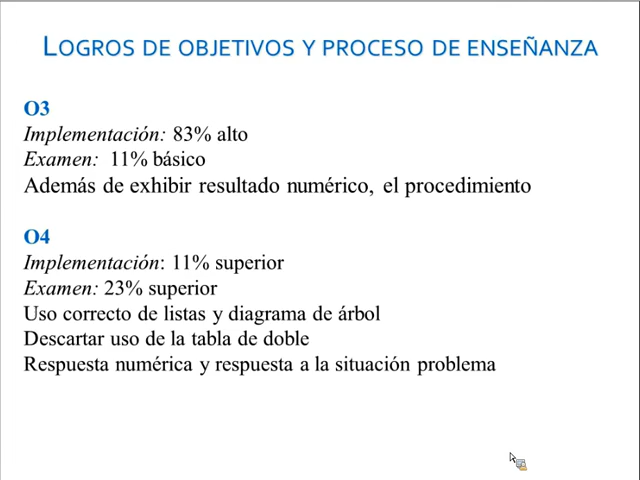 LOGROS DE OBJETIVOS Y PROCESO DE ENSEÑANZA
O3
Implementación: 83% alto
Examen: 11% básico
Además de exhibir resultado numérico, el procedimiento
O4
Implementación: 11% superior
Examen: 23% superior
Uso correcto de listas y diagrama de árbol
Descartar uso de la tabla de doble
Respuesta numérica y respuesta a la situación problema